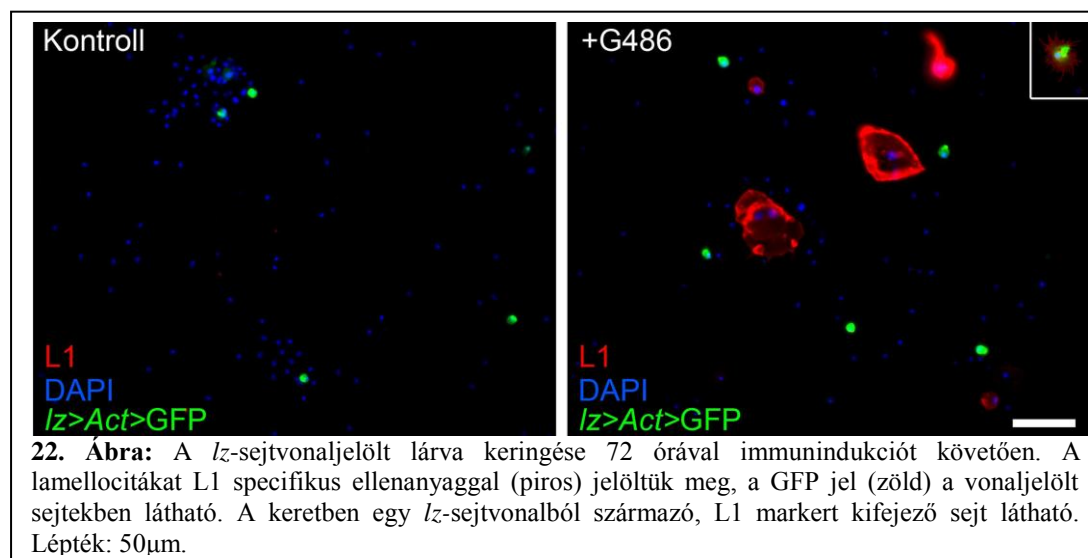 Kontroll
+G486
L1
DAPI
lz>Act>GFP
L1
DAPI
lz>Act>GFP
22. Ábra: A lz-sejtvonaljelölt lárva keringése 72 órával immunindukciót követően. A
lamellocitákat L1 specifikus ellenanyaggal (piros) jelöltük meg, a GFP jel (zöld) a vonaljelölt
sejtekben látható. A keretben egy lz-sejtvonalból származó, L1 markert kifejező sejt látható.
Lépték: 50μm.